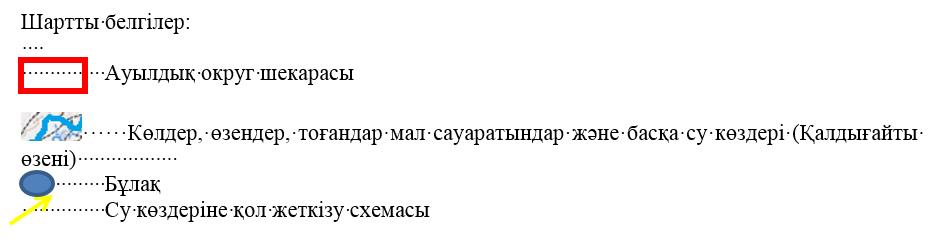 Шартты белгілер:
Ауылдық округ шекарасы
Көлдер, өзендер, тоғандар мал сауаратындар және басқа су көздері (Қалдығайты
өзені)
Бұлақ
Су көздеріне қол жеткізу схемасы